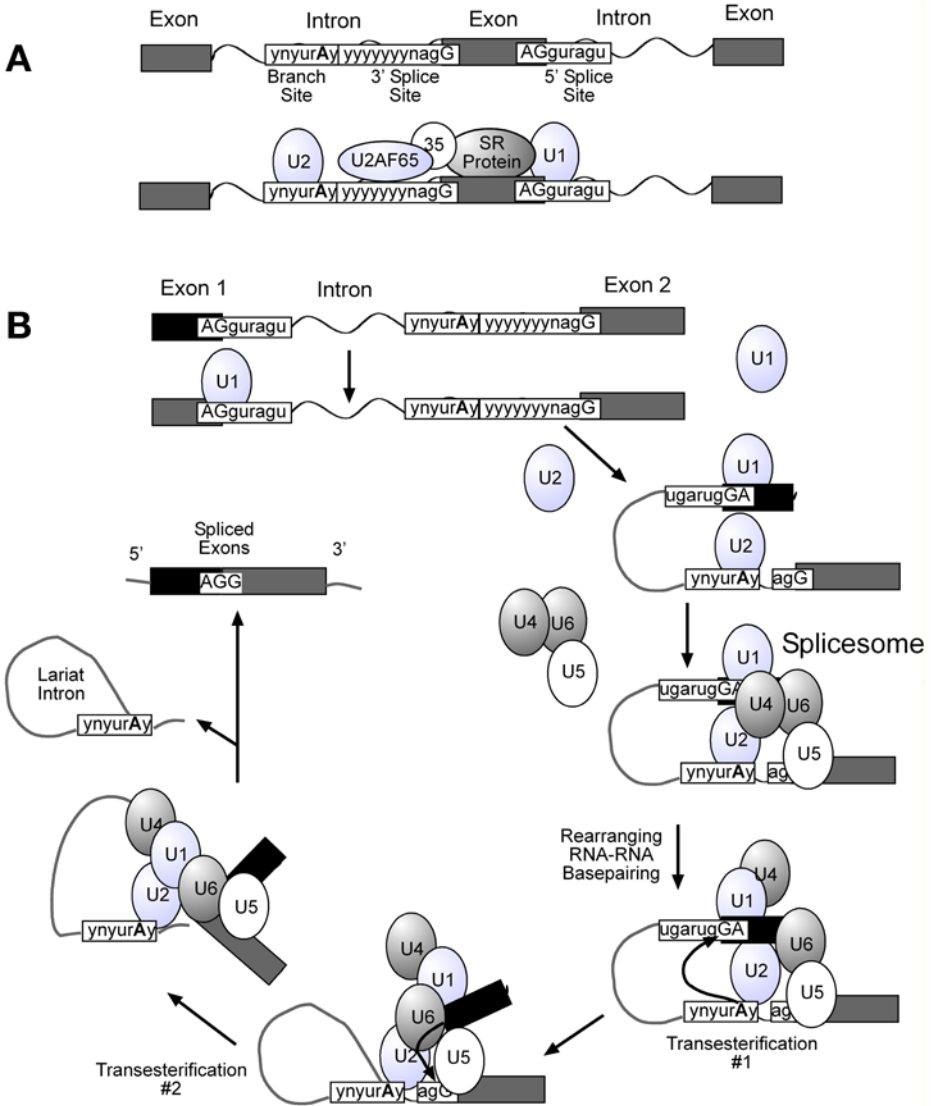 A
Exon Intron Exon Intron Exon
ynyurAy yyyyyyynagG AGguragu
Branch Site
3’ Splice Site
5’ Splice Site
U2 U2AF65 35 SR Protein U1
ynyurAy yyyyyyynagG AGguragu
B
Exon 1 Intron Exon 2
AGguragu ynyurAy yyyyyyynagG
U1
U1
AGguragu ynyurAy yyyyyyynagG
U2
U1
ugarugGA
U2
ynyurAy agG
Spliced
Exons
5’ 3’
AGG
U4 U6
U5
Splicesome
U1
ugarugGA
U4 U6
U2
U5
ynyurAy ag
Lariat
Intron
ynyurAy
Rearranging
RNA-RNA
Basepairing
U4
U1
ugarugGA
U6
U2
U5
ynyurAy ag
Transesterification
#1
U4
U1
U2
U6
U5
ynyurAy
U4
U1
U6
U2
U5
ynyurAy agG
Transesterification
#2